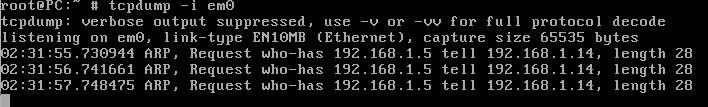 root@PC:~ # tcpdump -i em0
tcpdump: verbose output suppressed, use -v or -vv for full protocol decode
listening on em0, link-type EN10MB (Ethernet), capture size 65535 bytes
02:31:55.730944 ARP, Request who-has 192.168.1.5 tell 192.168.1.14, length 28
02:31:56.741661 ARP, Request who-has 192.168.1.5 tell 192.168.1.14, length 28
02:31:57.748475 ARP, Request who-has 192.168.1.5 tell 192.168.1.14, length 28